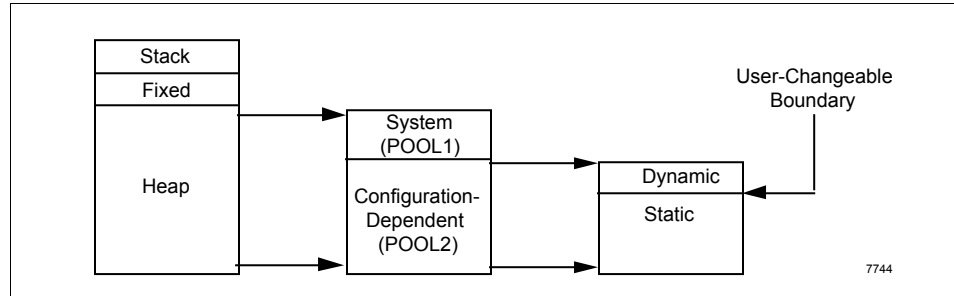 Stack
Fixed
Heap
System
(POOL1)
Configuration-
Dependent
(POOL2)
Dynamic
Static
User-Changeable
Boundary
7744